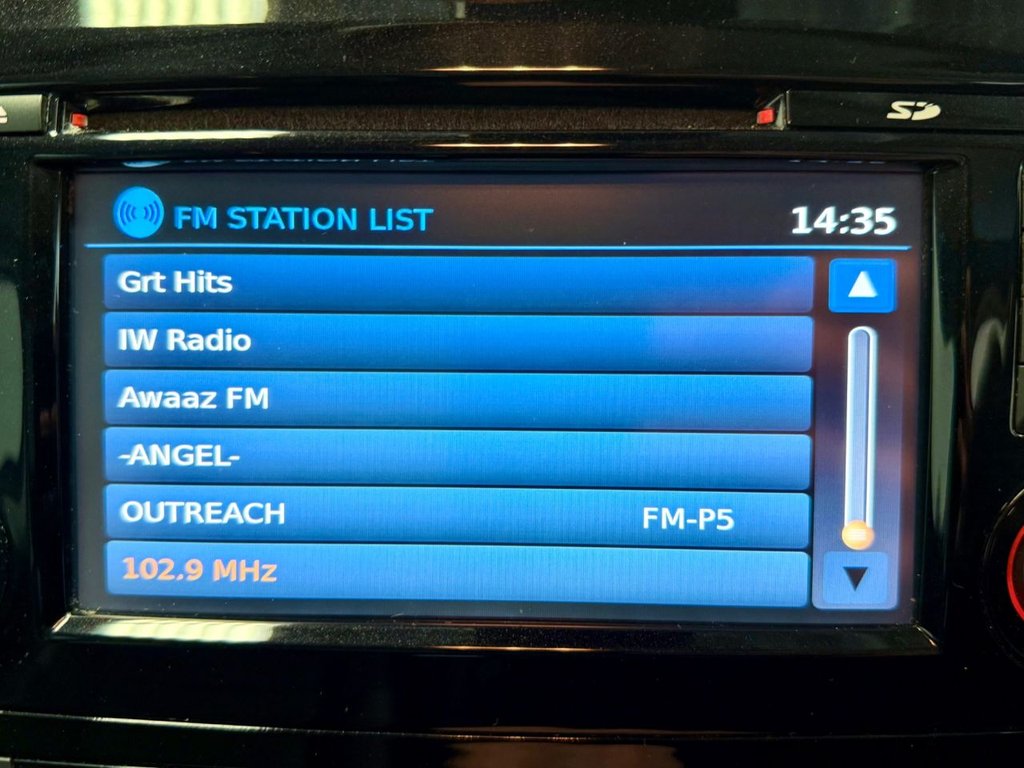 SD
FM STATION LIST 14:35
Grt Hits
IW Radio
Awaaz FM
-ANGEL-
OUTREACH FM-P5
102.9 MHz